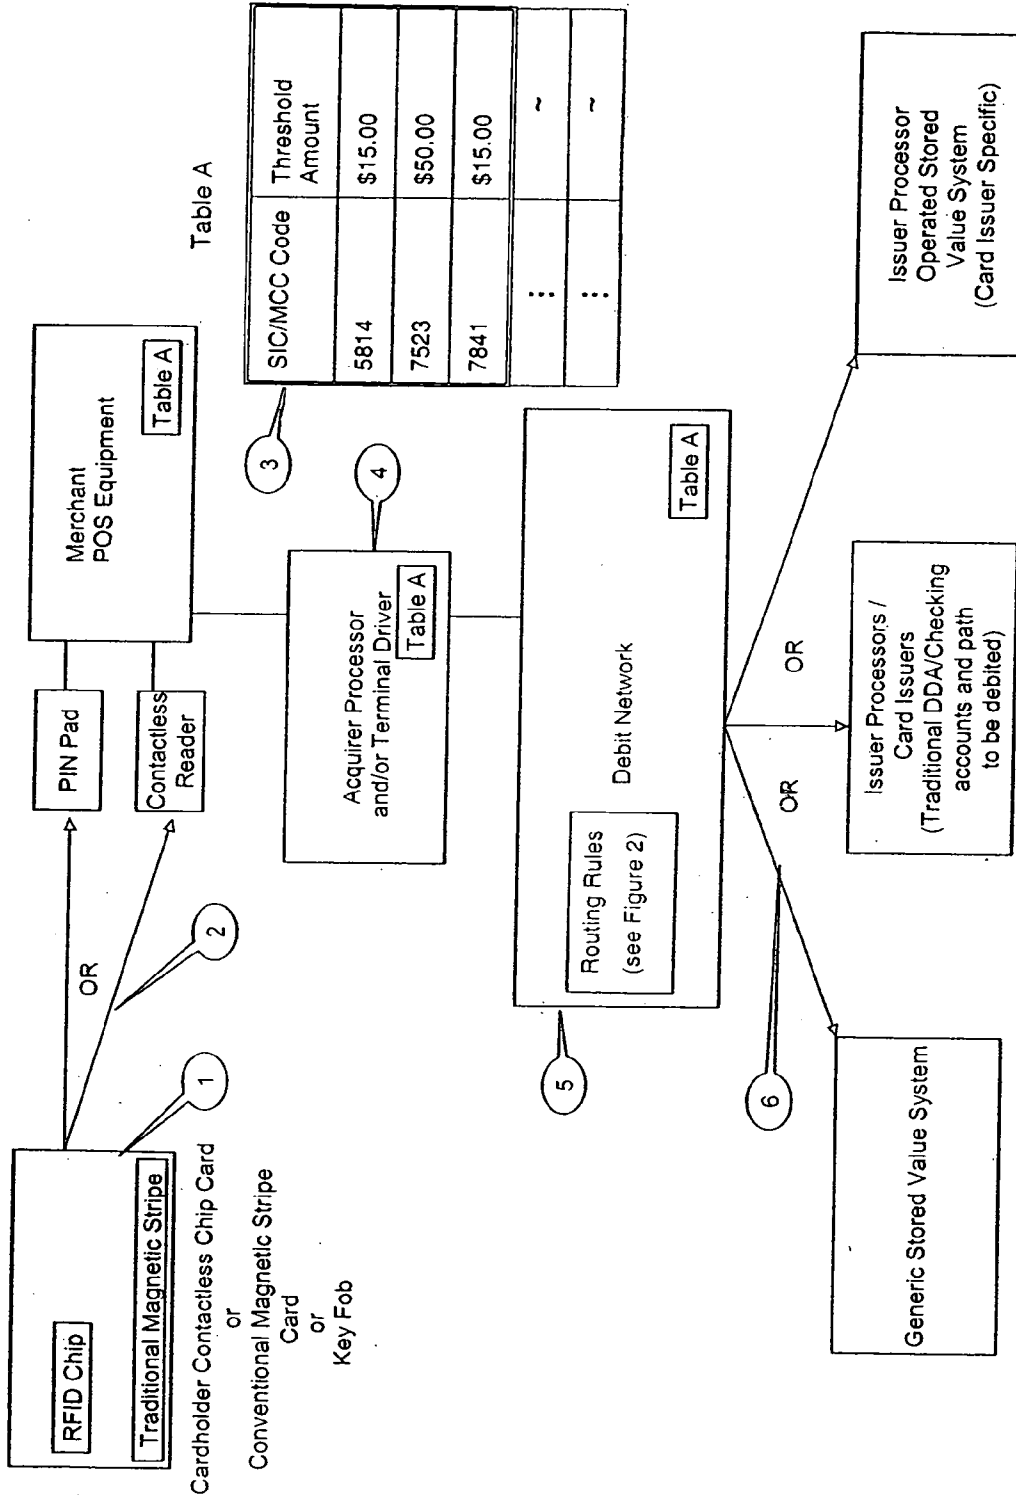 RFID Chip
Traditional Magnetic Stripe
Cardholder Contactless Chip Card
or
Conventional Magnetic Stripe
Card
or
Key Fob
1
OR
2
PIN Pad
Contactless
Reader
Merchant
POS Equipment
Table A
Table A
SIC/MCC Code
Threshold
Amount
5814
$15.00
7523
$50.00
7841
$15.00
⋮
~
⋮
~
3
Acquirer Processor
and/or Terminal Driver
Table A
4
Debit Network
Routing Rules
(see Figure 2)
Table A
5
6
OR
OR
Generic Stored Value System
Issuer Processors /
Card Issuers
(Traditional DDA/Checking
accounts and path
to be debited)
Issuer Processor
Operated Stored
Value System
(Card Issuer Specific)